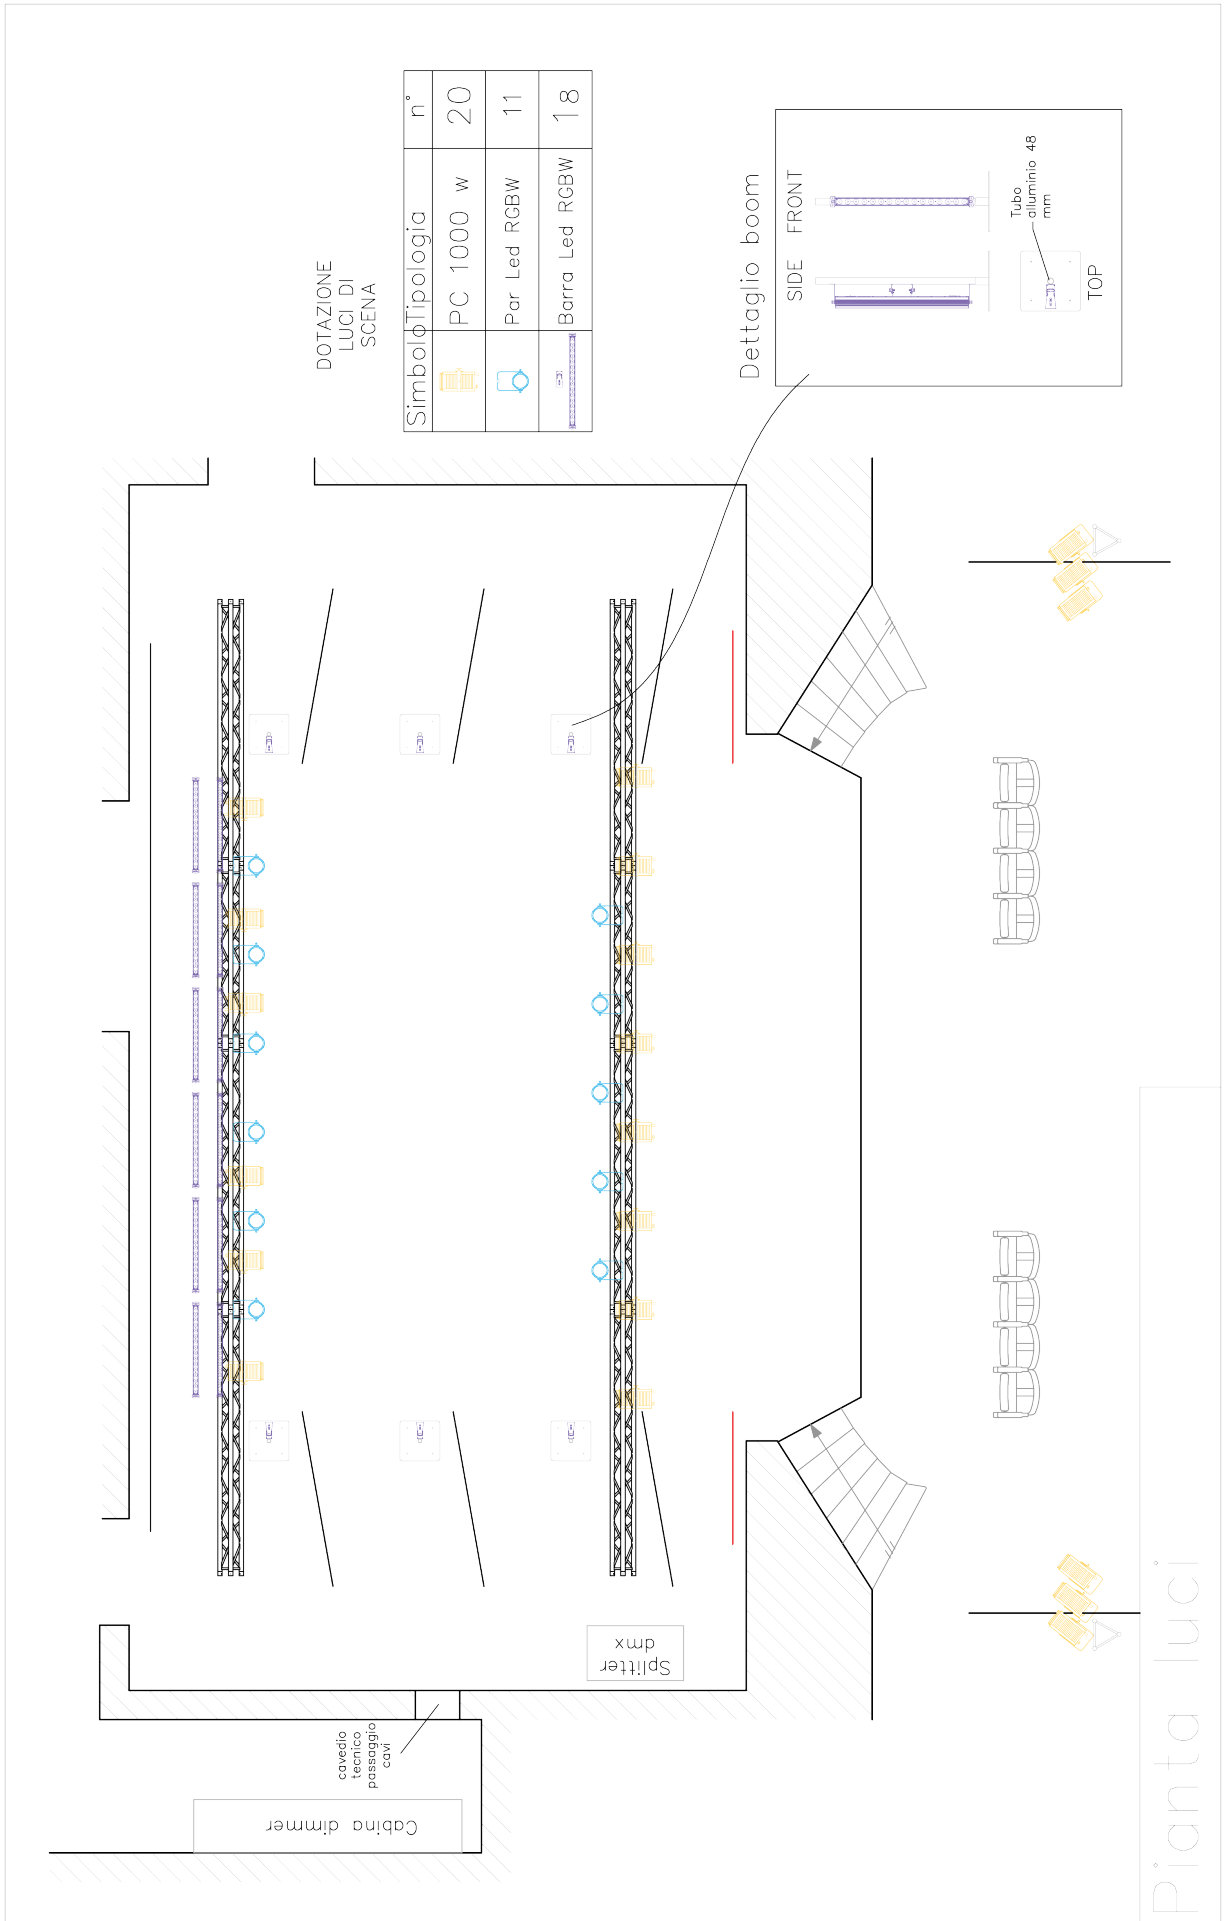 DOTAZIONE
LUCI DI
SCENA
Simbolo Tipologia n°
PC 1000 w 20
Par Led RGBW 11
Barra Led RGBW 18
Dettaglio boom
SIDE FRONT
Tubo
alluminio 48
mm
TOP
Splitter
dmx
cavedio
tecnico
passaggio
cavi
Cabina dimmer
Pianta luci